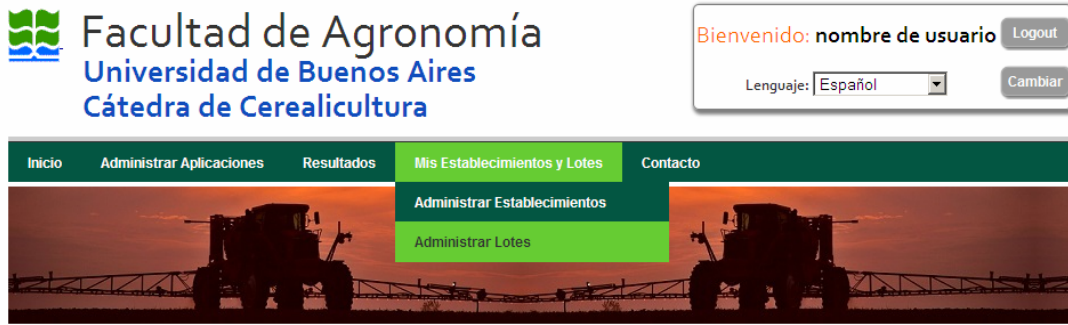 Facultad de Agronomía
Universidad de Buenos Aires
Cátedra de Cerealicultura
Bienvenido: nombre de usuario Logout
Lenguaje: Español Cambiar
Inicio Administrar Aplicaciones Resultados Mis Establecimientos y Lotes Contacto
Administrar Establecimientos
Administrar Lotes